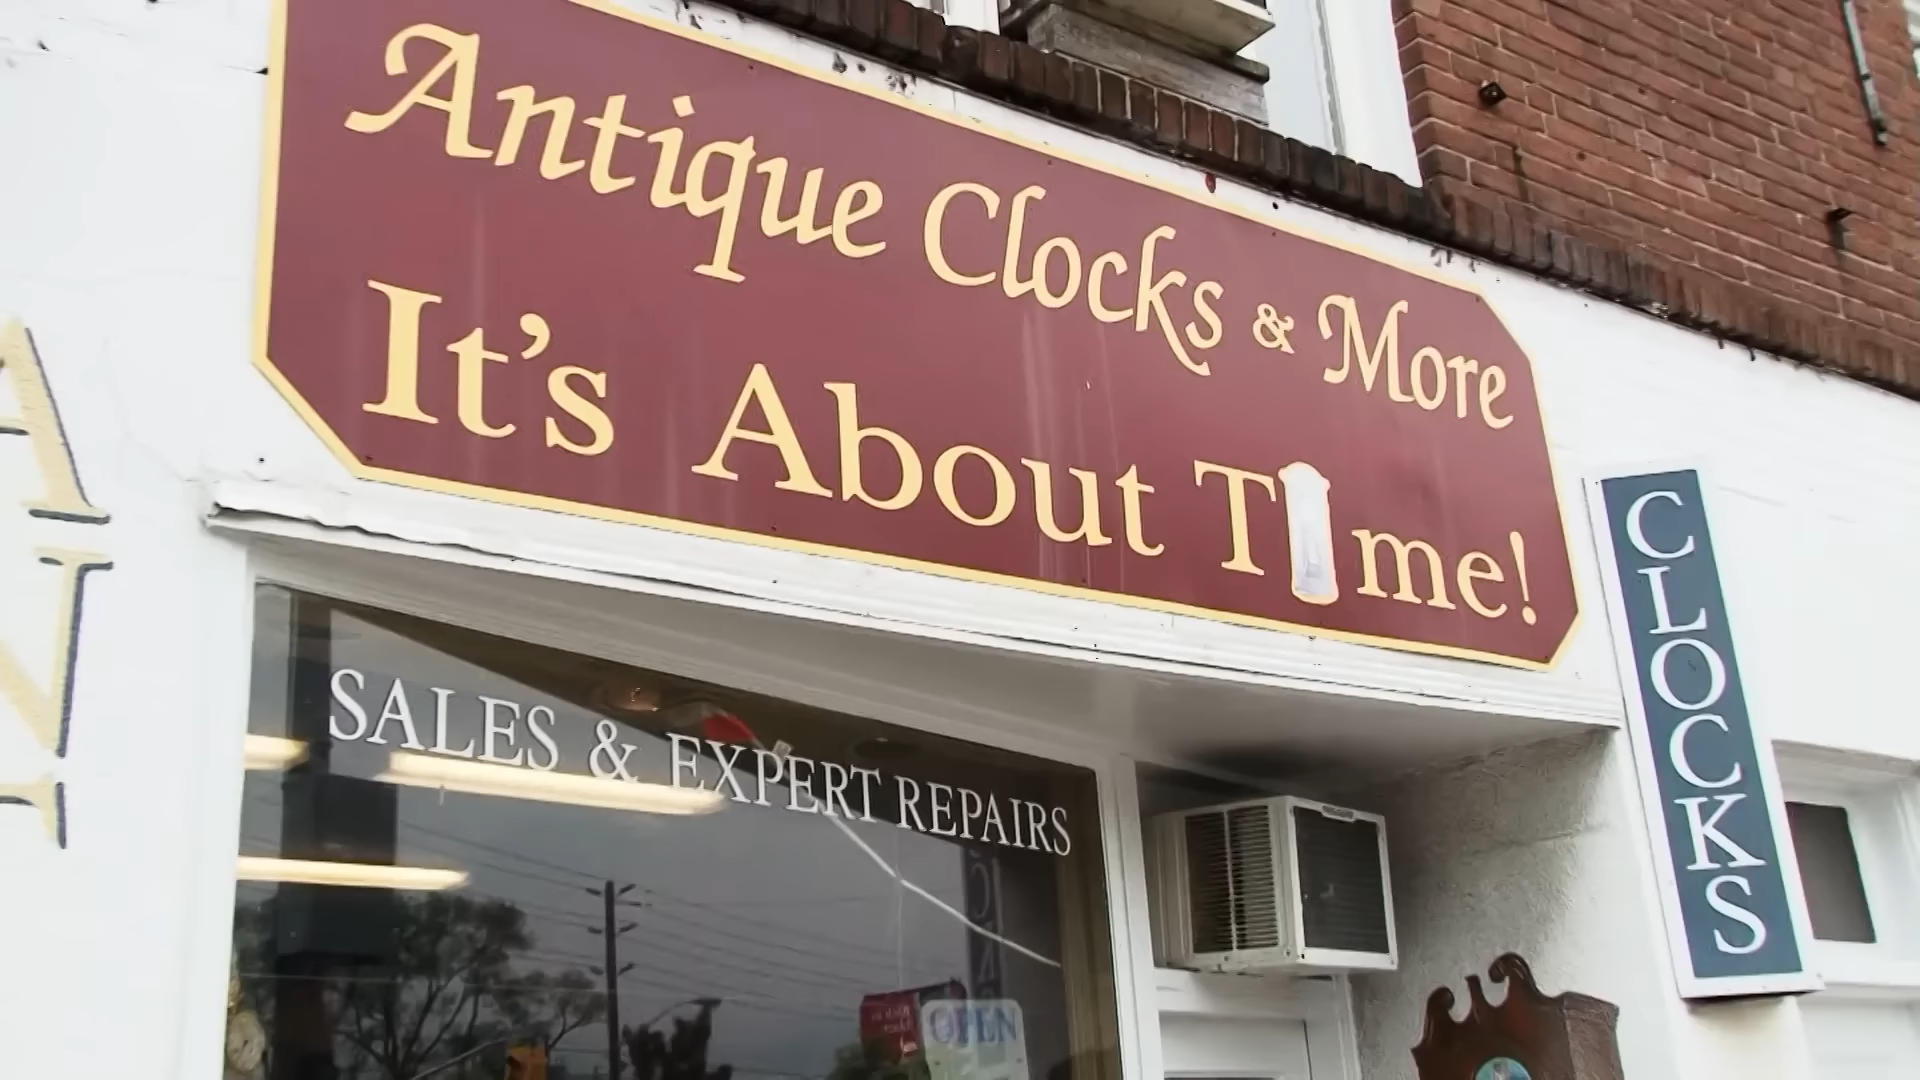 Antique Clocks & More
It's About Time!
SALES & EXPERT REPAIRS
CLOCKS
OPEN